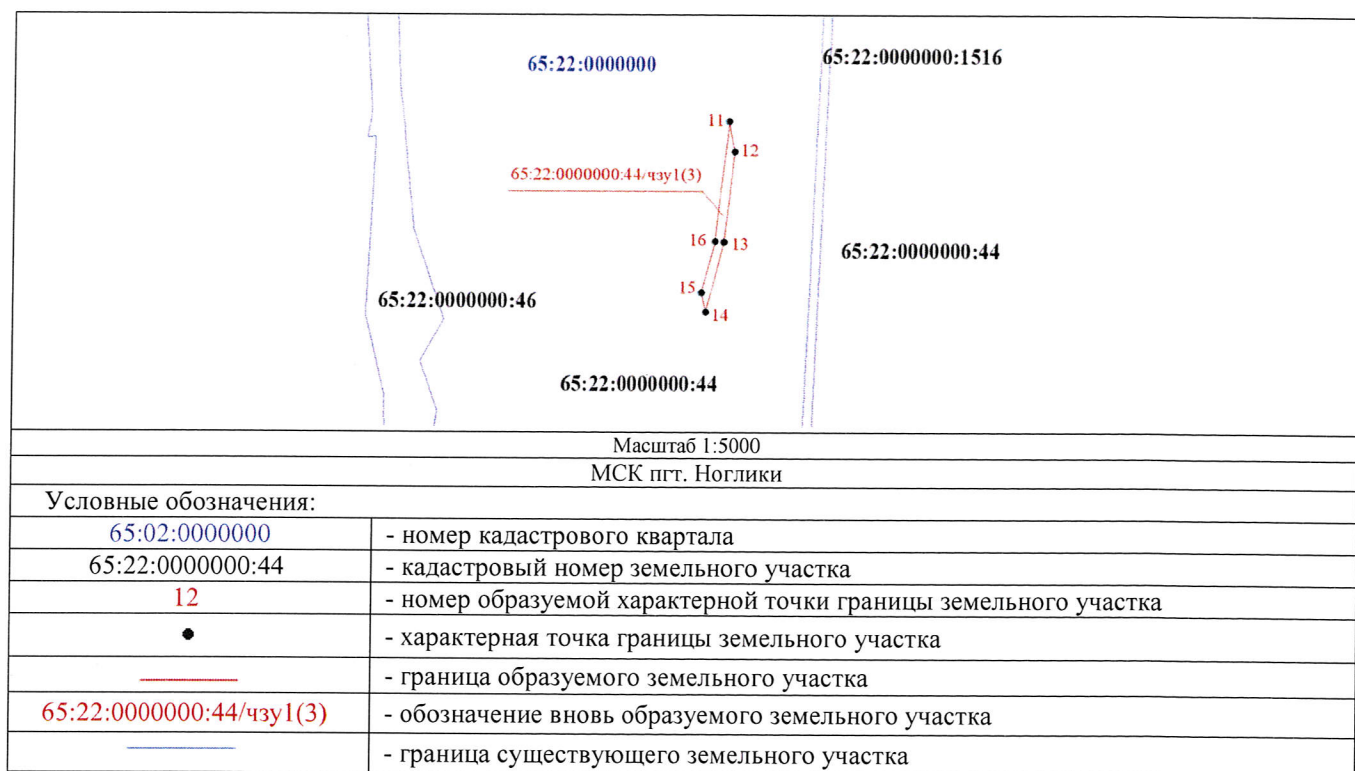 65:22:0000000
65:22:0000000:1516
11
12
65:22:0000000:44/чзу1(3)
16
13
65:22:0000000:44
15
65:22:0000000:46
14
65:22:0000000:44
Масштаб 1:5000
МСК пгт. Ноглики
Условные обозначения:
65:02:0000000 - номер кадастрового квартала
65:22:0000000:44 - кадастровый номер земельного участка
12 - номер образуемой характерной точки границы земельного участка
- характерная точка границы земельного участка
- граница образуемого земельного участка
65:22:0000000:44/чзу1(3) - обозначение вновь образуемого земельного участка
- граница существующего земельного участка